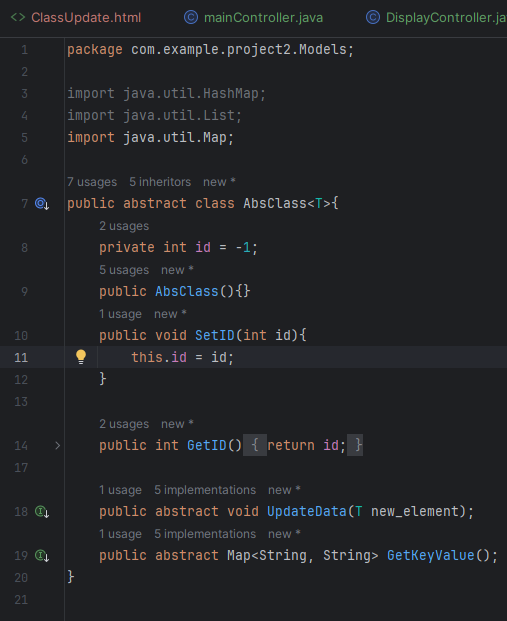 <> ClassUpdate.html mainController.java DisplayController.ja
1 package com.example.project2.Models;
2
3 import java.util.HashMap;
4 import java.util.List;
5 import java.util.Map;
6
7 usages 5 inheritors new *
7 public abstract class AbsClass<T>{
2 usages
8 private int id = -1;
5 usages new *
9 public AbsClass(){}
1 usage new *
10 public void SetID(int id){
11 this.id = id;
12 }
13
2 usages new *
14 public int GetID() { return id; }
17
1 usage 5 implementations new *
18 public abstract void UpdateData(T new_element);
1 usage 5 implementations new *
19 public abstract Map<String, String> GetKeyValue();
20 }
21